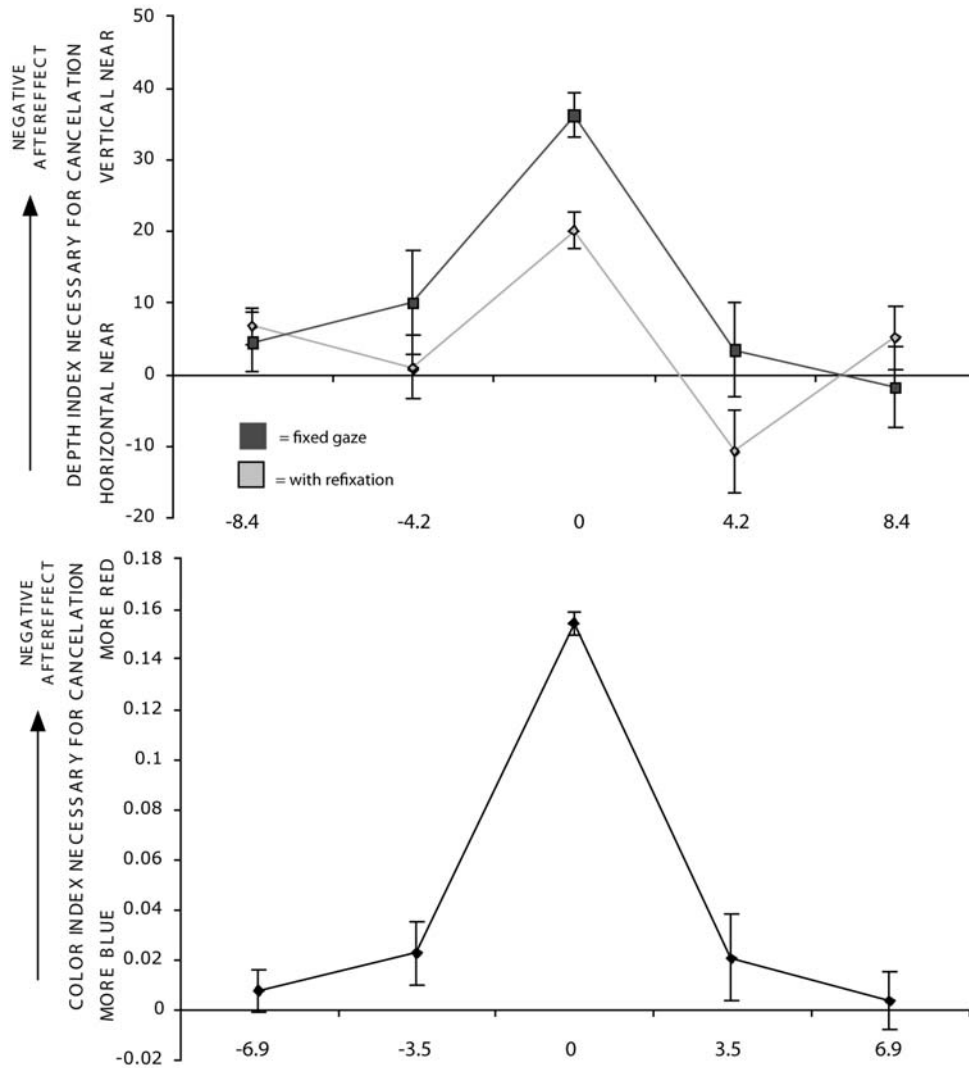 NEGATIVE
AFTEREFFECT
DEPTH INDEX NECESSARY FOR CANCELATION
HORIZONTAL NEAR
VERTICAL NEAR
50
40
30
20
10
0
-10
-20
= fixed gaze
= with refixation
-8.4
-4.2
0
4.2
8.4
NEGATIVE
AFTEREFFECT
COLOR INDEX NECESSARY FOR CANCELATION
MORE BLUE
MORE RED
0.18
0.16
0.14
0.12
0.1
0.08
0.06
0.04
0.02
0
-0.02
-6.9
-3.5
0
3.5
6.9